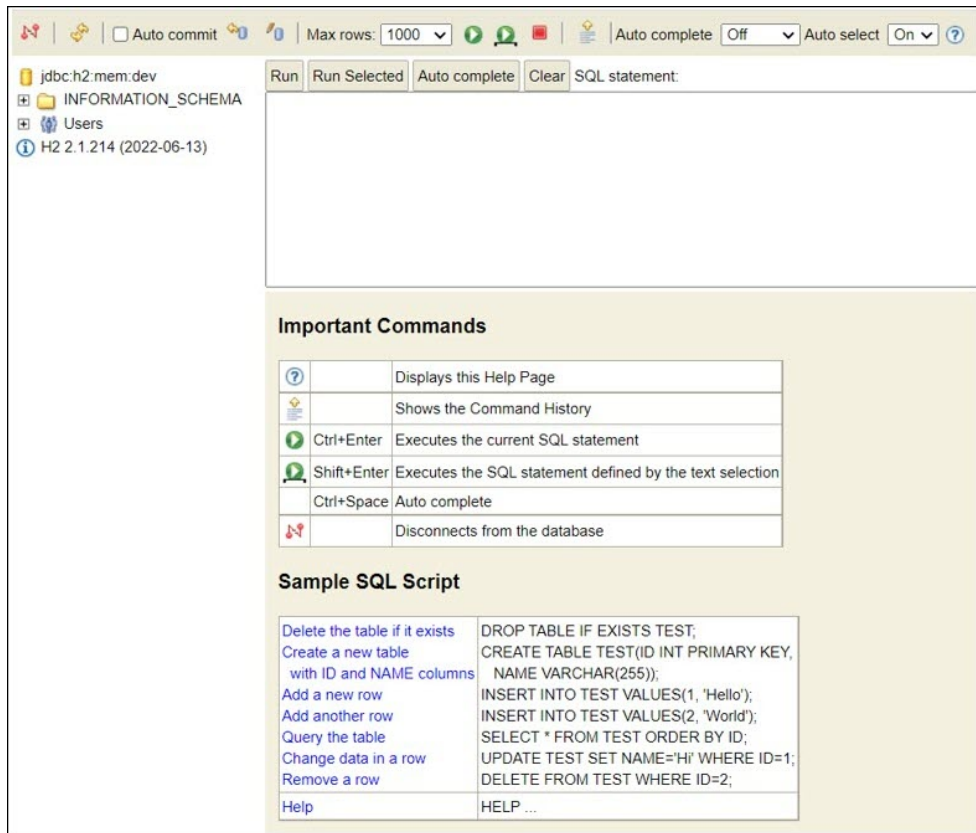 Auto commit Max rows: 1000 Auto complete Off Auto select On ?
jdbc:h2:mem:dev
INFORMATION_SCHEMA
Users
H2 2.1.214 (2022-06-13)
Run Run Selected Auto complete Clear SQL statement:
Important Commands
? Displays this Help Page
Shows the Command History
Ctrl+Enter Executes the current SQL statement
Shift+Enter Executes the SQL statement defined by the text selection
Ctrl+Space Auto complete
Disconnects from the database
Sample SQL Script
Delete the table if it exists DROP TABLE IF EXISTS TEST;
Create a new table CREATE TABLE TEST(ID INT PRIMARY KEY,
with ID and NAME columns NAME VARCHAR(255));
Add a new row INSERT INTO TEST VALUES(1, 'Hello');
Add another row INSERT INTO TEST VALUES(2, 'World');
Query the table SELECT * FROM TEST ORDER BY ID;
Change data in a row UPDATE TEST SET NAME='Hi' WHERE ID=1;
Remove a row DELETE FROM TEST WHERE ID=2;
Help HELP ...